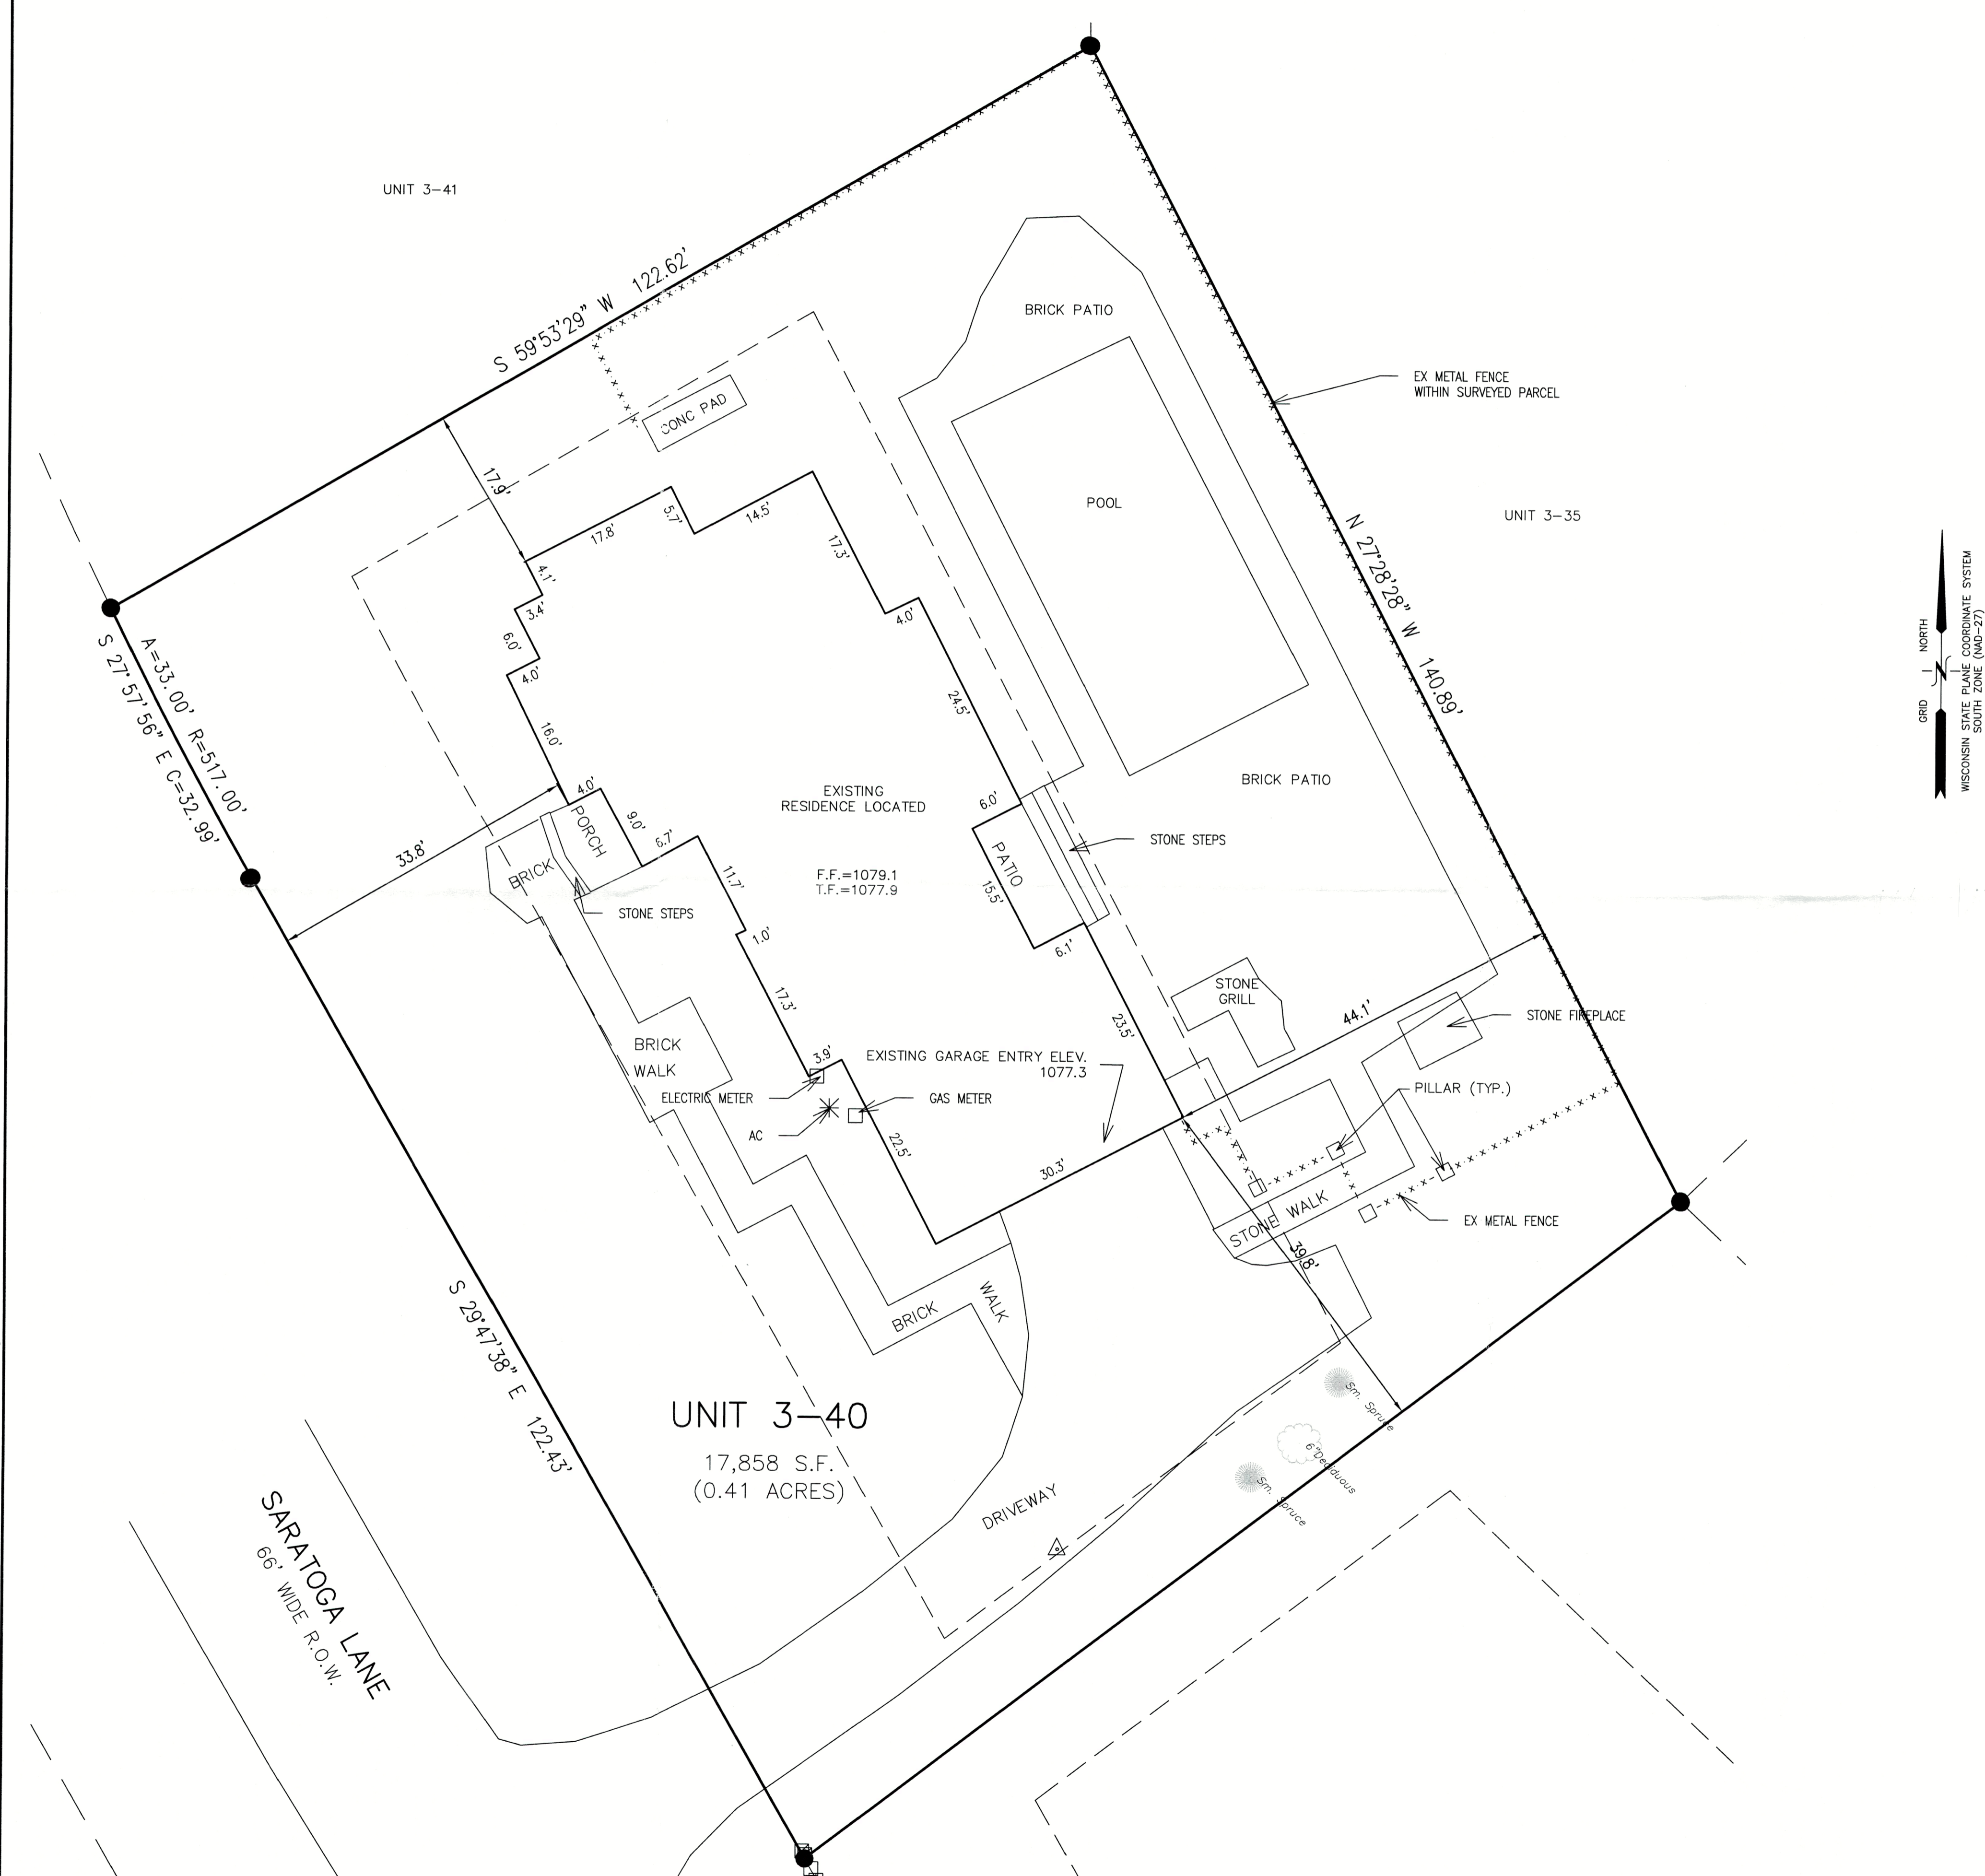 UNIT 3-41
S 59°53'29" W 122.62'
BRICK PATIO
EX METAL FENCE
WITHIN SURVEYED PARCEL
CONC PAD
17.9'
17.8'
5.7'
14.5'
17.3'
4.0'
POOL
UNIT 3-35
N 27°28'28" W 140.89'
GRID NORTH
N
WISCONSIN STATE PLANE COORDINATE SYSTEM
SOUTH ZONE (NAD-27)
4.1'
3.4'
6.0'
4.0'
16.0'
24.5'
A=33.00' R=517.00'
S 27°57'56" E C=32.99'
4.0'
PORCH
9.0'
6.7'
EXISTING
RESIDENCE LOCATED
F.F.=1079.1
T.F.=1077.9
6.0'
PATIO
15.5'
6.1'
STONE STEPS
BRICK PATIO
33.8'
BRICK
STONE STEPS
11.7'
1.0'
17.3'
STONE
GRILL
23.5'
44.1'
STONE FIREPLACE
BRICK
WALK
3.9'
EXISTING GARAGE ENTRY ELEV.
1077.3
ELECTRIC METER
GAS METER
AC
22.5'
30.3'
PILLAR (TYP.)
STONE WALK
EX METAL FENCE
39.8'
BRICK
WALK
S 29°47'38" E 122.43'
UNIT 3-40
17,858 S.F.
(0.41 ACRES)
DRIVEWAY
Sm. Spruce
6"Deciduous
Sm. Spruce
SARATOGA LANE
66' WIDE R.O.W.